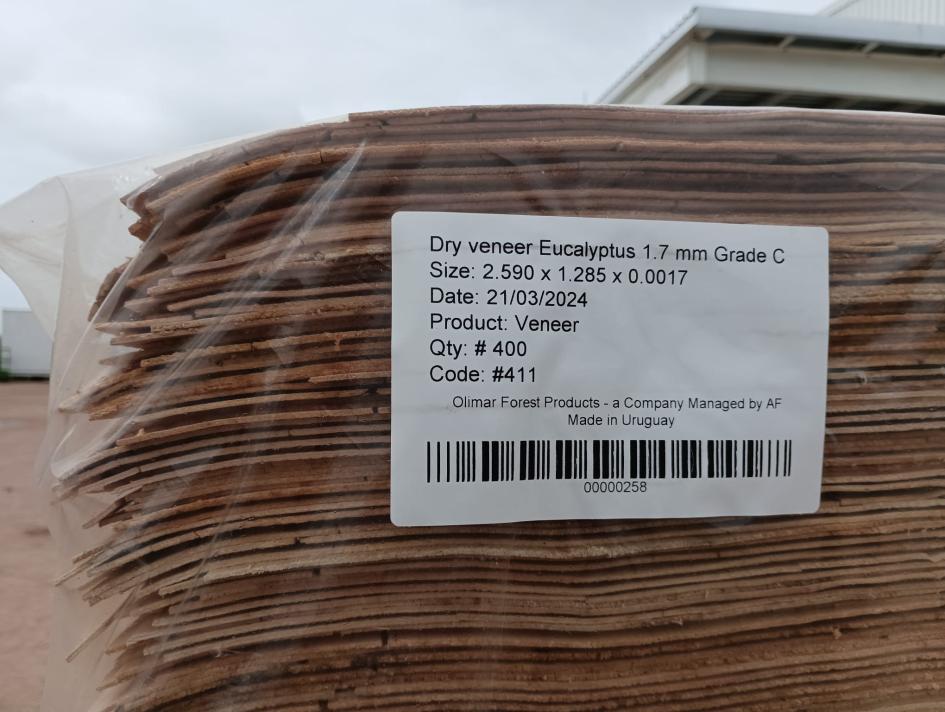 Dry veneer Eucalyptus 1.7 mm Grade C
Size: 2.590 x 1.285 x 0.0017
Date: 21/03/2024
Product: Veneer
Qty: # 400
Code: #411
Olimar Forest Products - a Company Managed by AF
Made in Uruguay
00000258